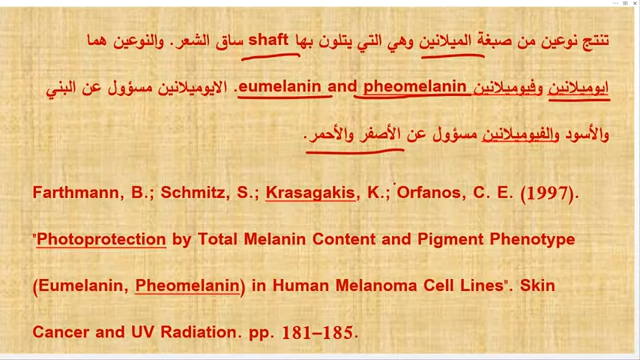 تنتج نوعين من صبغة الميلانين وهي التي يتلون بها shaft ساق الشعر. والنوعين هما
ايوميلانين وفيوميلانين eumelanin and pheomelanin. الايوميلانين مسؤول عن البني
والأسود والفيوميلانين مسؤول عن الأصفر والأحمر.
Farthmann, B.; Schmitz, S.; Krasagakis, K.; Orfanos, C. E. (1997).
"Photoprotection by Total Melanin Content and Pigment Phenotype
(Eumelanin, Pheomelanin) in Human Melanoma Cell Lines". Skin
Cancer and UV Radiation. pp. 181–185.